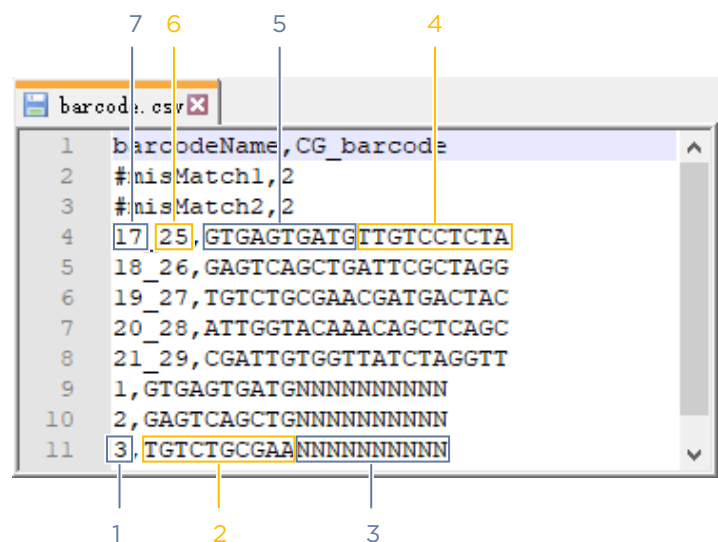 7 6 5 4
barcode.csv
1 barcodeName,CG_barcode
2 #misMatch1,2
3 #misMatch2,2
4 17_25,GTGAGTGATGTTGTCCTCTA
5 18_26,GAGTCAGCTGATTCGCTAGG
6 19_27,TGTCTGCGAACGATGACTAC
7 20_28,ATTGGTACAAACAGCTCAGC
8 21_29,CGATTGTGGTTATCTAGGTT
9 1,GTGAGTGATGNNNNNNNNNN
10 2,GAGTCAGCTGNNNNNNNNNN
11 3,TGTCTGCGAANNNNNNNNNN
1 2 3